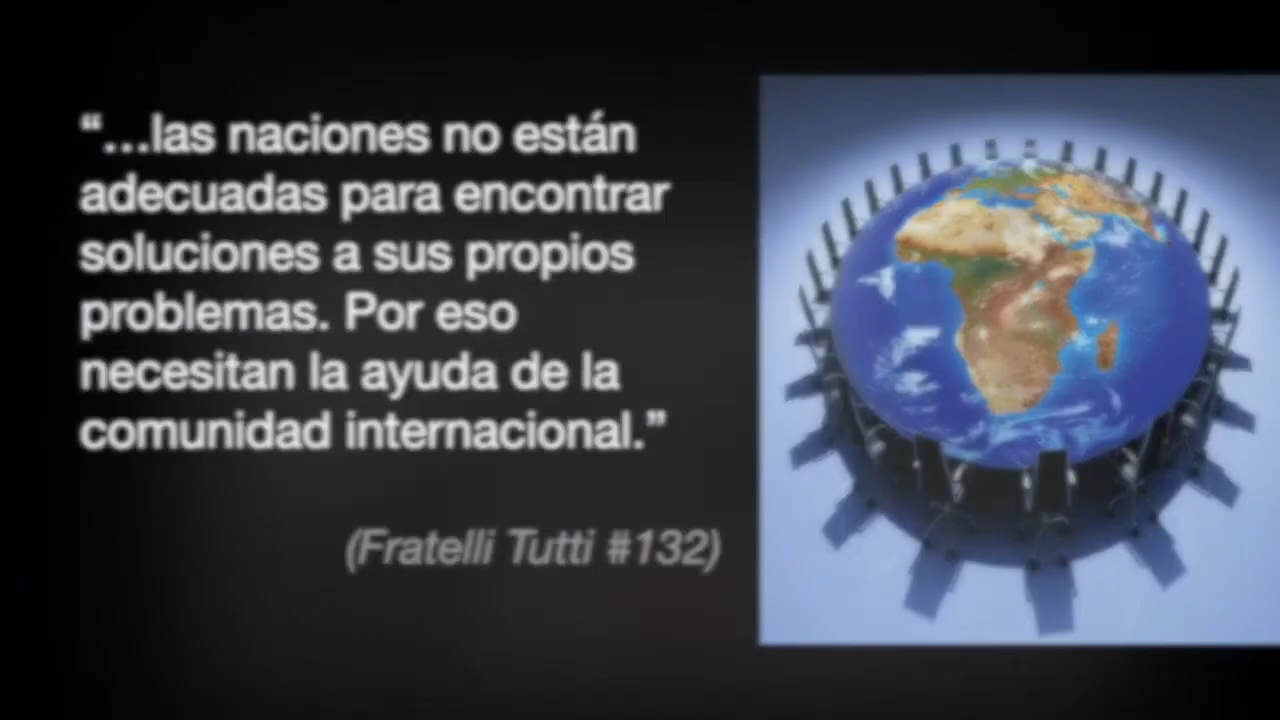 “...las naciones no están
adecuadas para encontrar
soluciones a sus propios
problemas. Por eso
necesitan la ayuda de la
comunidad internacional.”
(Fratelli Tutti #132)